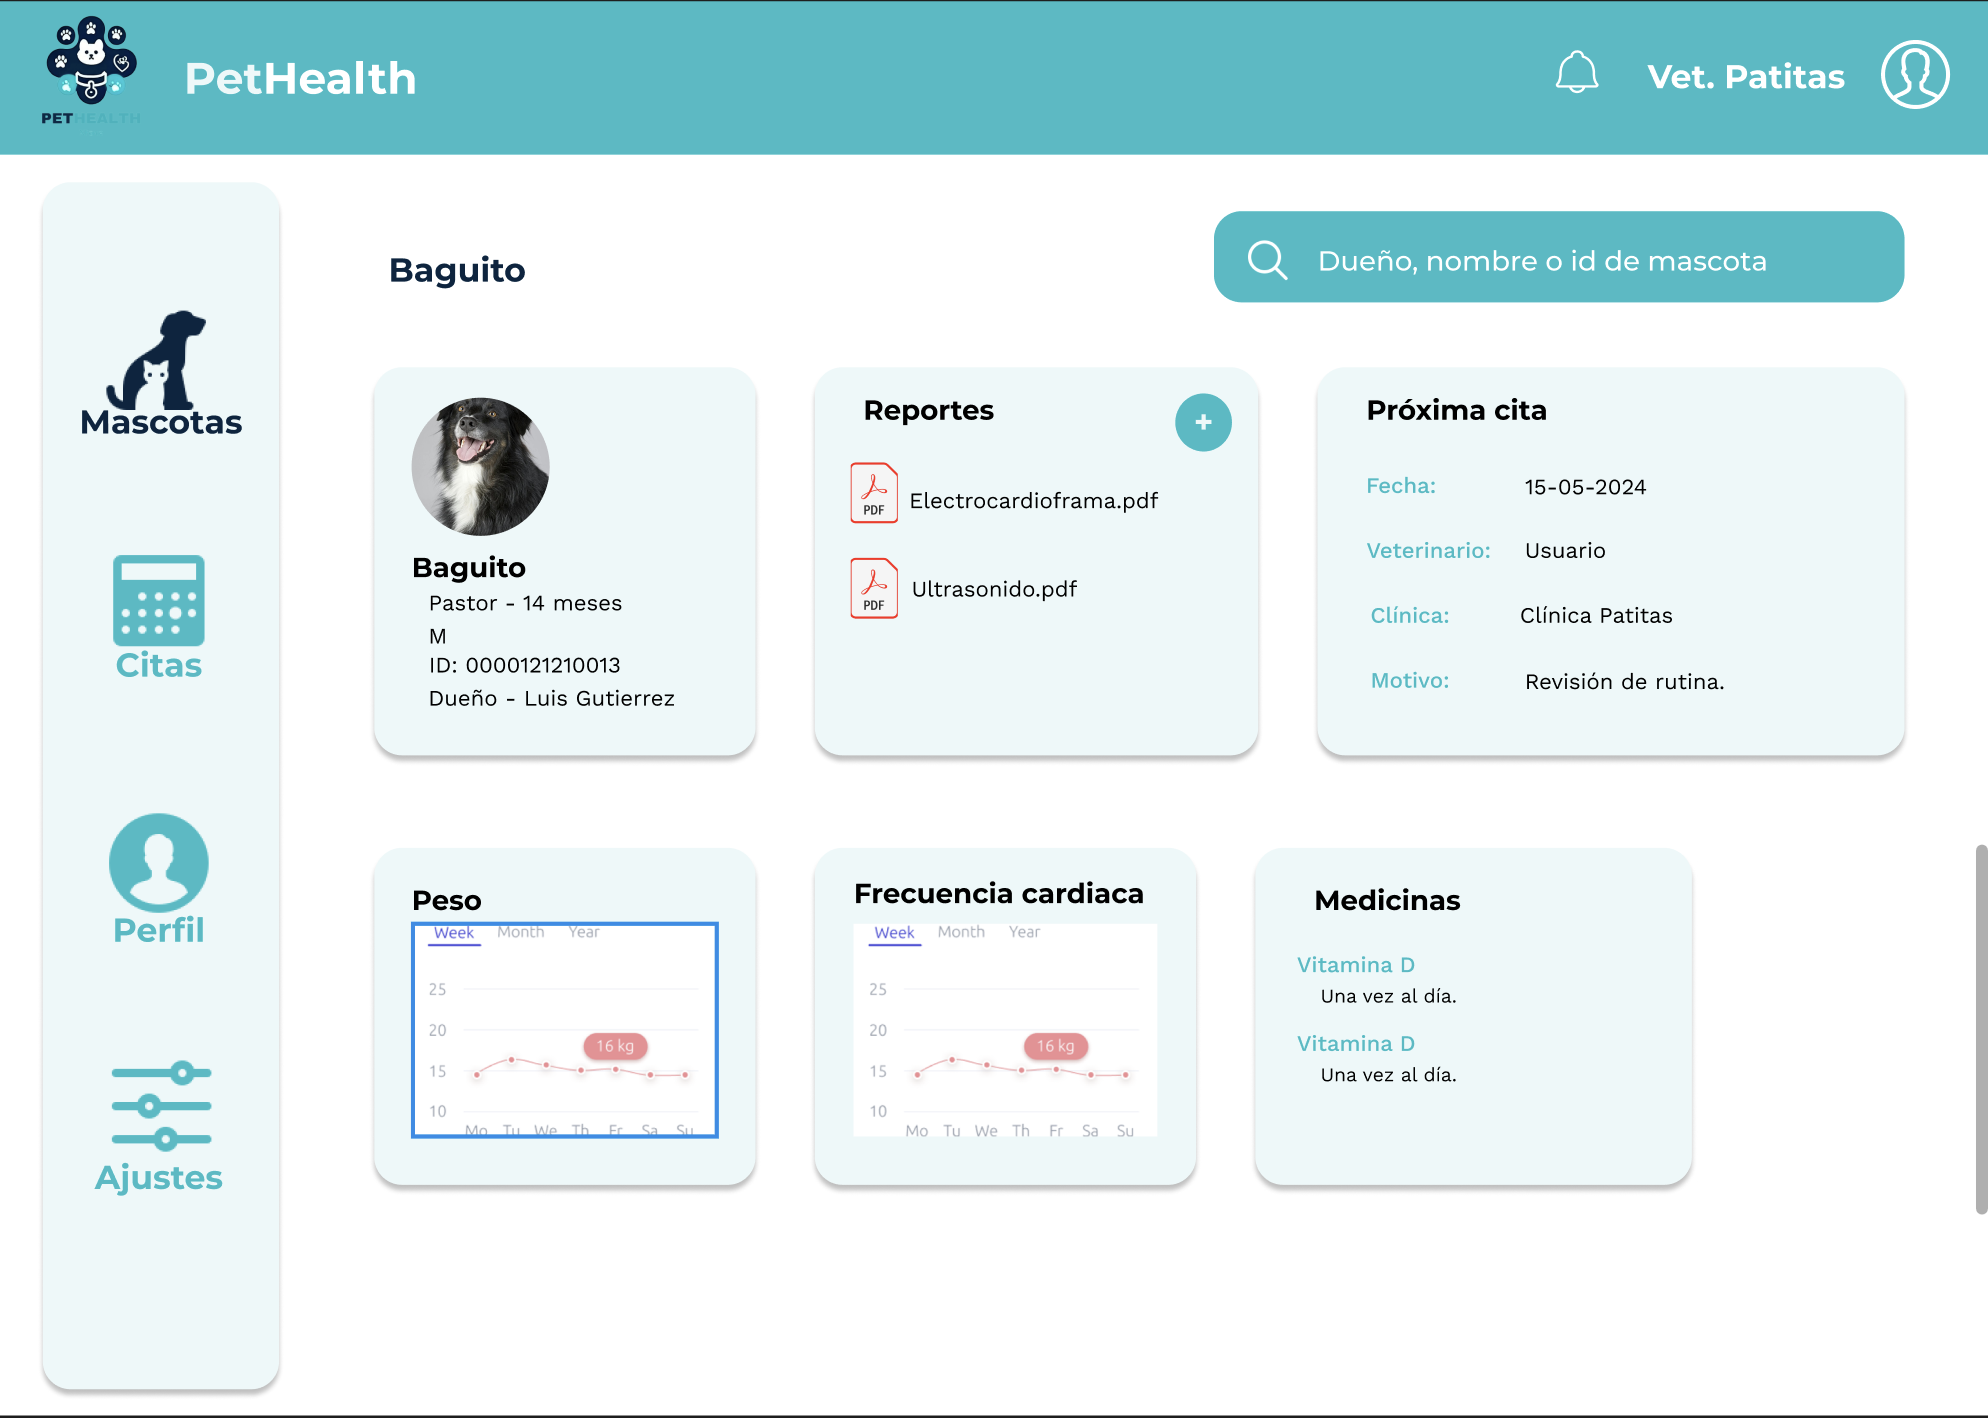 PETHEALTH
PetHealth
Vet. Patitas
Mascotas
Citas
Perfil
Ajustes
Baguito
Dueño, nombre o id de mascota
Baguito
Pastor - 14 meses
M
ID: 0000121210013
Dueño - Luis Gutierrez
Reportes
+
PDF
Electrocardioframa.pdf
PDF
Ultrasonido.pdf
Próxima cita
Fecha: 15-05-2024
Veterinario: Usuario
Clínica: Clínica Patitas
Motivo: Revisión de rutina.
Peso
Week Month Year
25
20
16 kg
15
10
Mo Tu We Th Fr Sa Su
Frecuencia cardiaca
Week Month Year
25
20
16 kg
15
10
Mo Tu We Th Fr Sa Su
Medicinas
Vitamina D
Una vez al día.
Vitamina D
Una vez al día.